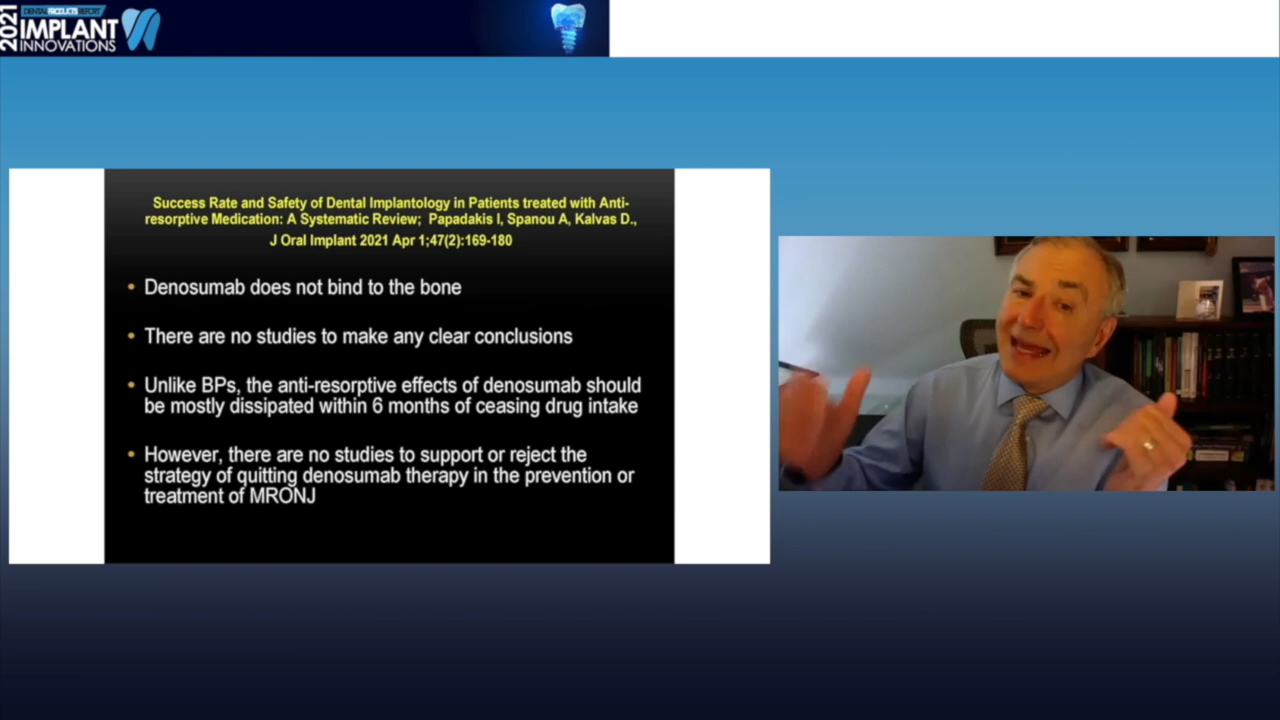 2021
DENTAL PRODUCTS REPORT
IMPLANT
INNOVATIONS
Success Rate and Safety of Dental Implantology in Patients treated with Anti-
resorptive Medication: A Systematic Review; Papadakis I, Spanou A, Kalvas D.,
J Oral Implant 2021 Apr 1;47(2):169-180
• Denosumab does not bind to the bone
• There are no studies to make any clear conclusions
• Unlike BPs, the anti-resorptive effects of denosumab should
be mostly dissipated within 6 months of ceasing drug intake
• However, there are no studies to support or reject the
strategy of quitting denosumab therapy in the prevention or
treatment of MRONJ